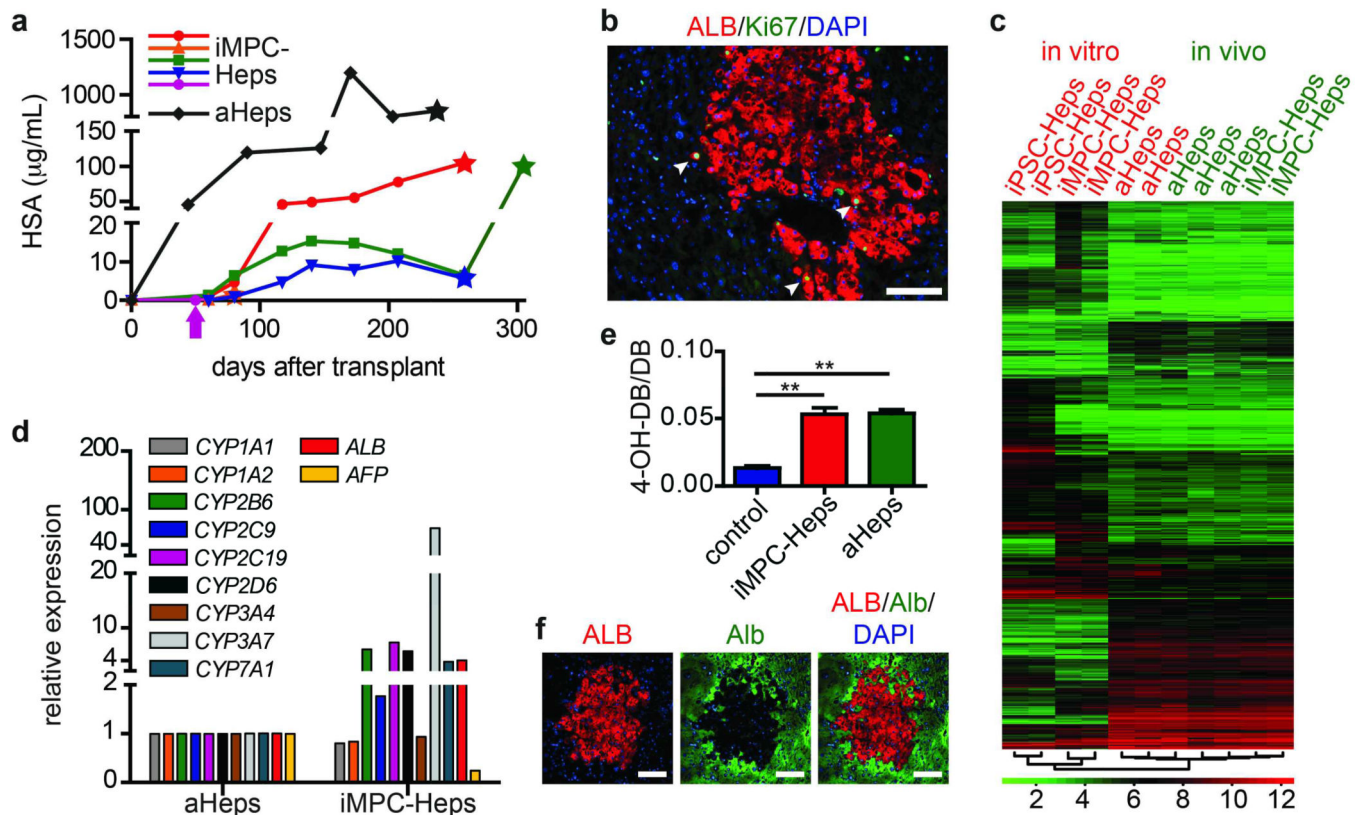 a
1500
1000
150
100
50
20
10
0
HSA (µg/mL)
iMPC-
Heps
aHeps
0
100
200
300
days after transplant
b
ALB/Ki67/DAPI
c
in vitro
in vivo
iPSC-Heps
iPSC-Heps
iMPC-Heps
iMPC-Heps
aHeps
aHeps
aHeps
aHeps
aHeps
iMPC-Heps
iMPC-Heps
2
4
6
8
10
12
d
200
100
40
20
10
4
2
1
0
relative expression
CYP1A1
CYP1A2
CYP2B6
CYP2C9
CYP2C19
CYP2D6
CYP3A4
CYP3A7
CYP7A1
ALB
AFP
aHeps
iMPC-Heps
e
0.10
0.05
0.00
4-OH-DB/DB
**
**
control
iMPC-Heps
aHeps
f
ALB
Alb
ALB/Alb/
DAPI